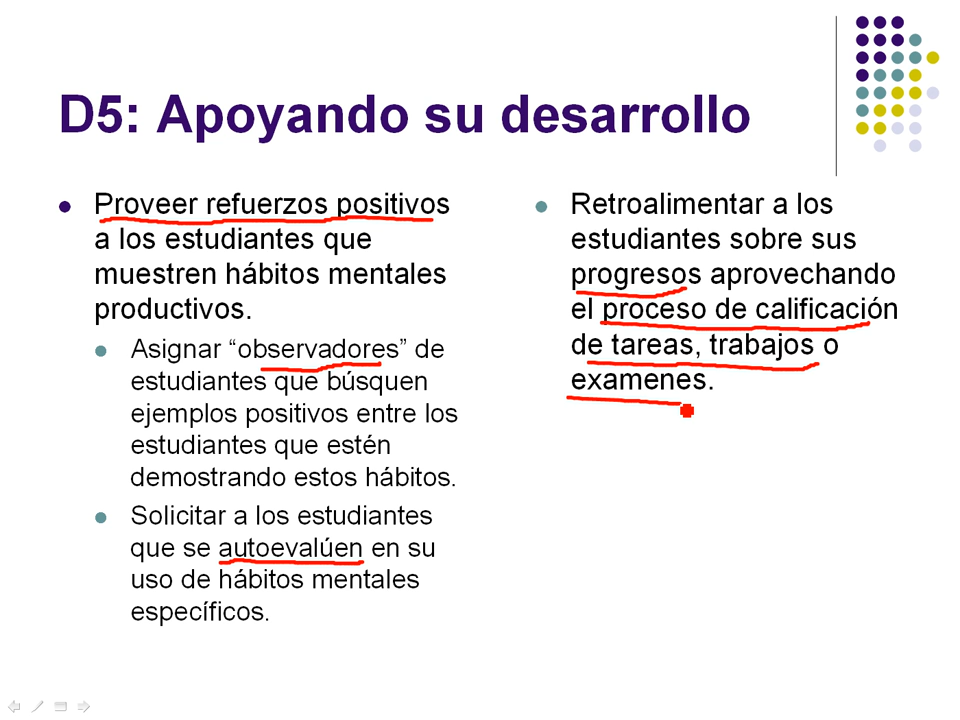 D5: Apoyando su desarrollo
Proveer refuerzos positivos
a los estudiantes que
muestren hábitos mentales
productivos.
Asignar “observadores” de
estudiantes que búsquen
ejemplos positivos entre los
estudiantes que estén
demostrando estos hábitos.
Solicitar a los estudiantes
que se autoevalúen en su
uso de hábitos mentales
específicos.
Retroalimentar a los
estudiantes sobre sus
progresos aprovechando
el proceso de calificación
de tareas, trabajos o
examenes.